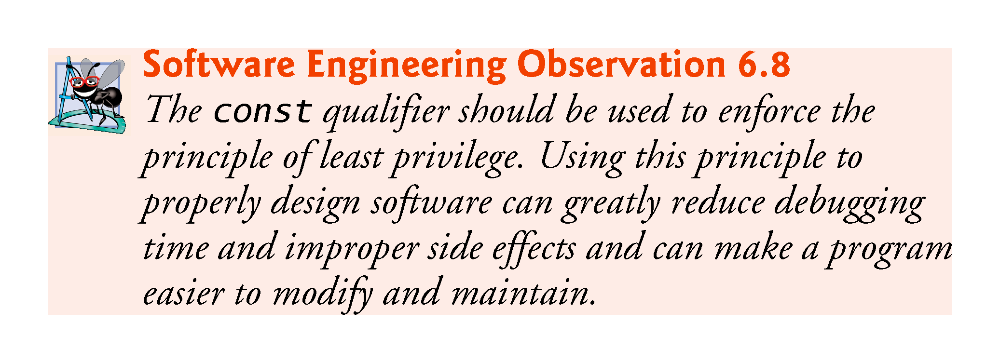 Software Engineering Observation 6.8
The const qualifier should be used to enforce the
principle of least privilege. Using this principle to
properly design software can greatly reduce debugging
time and improper side effects and can make a program
easier to modify and maintain.